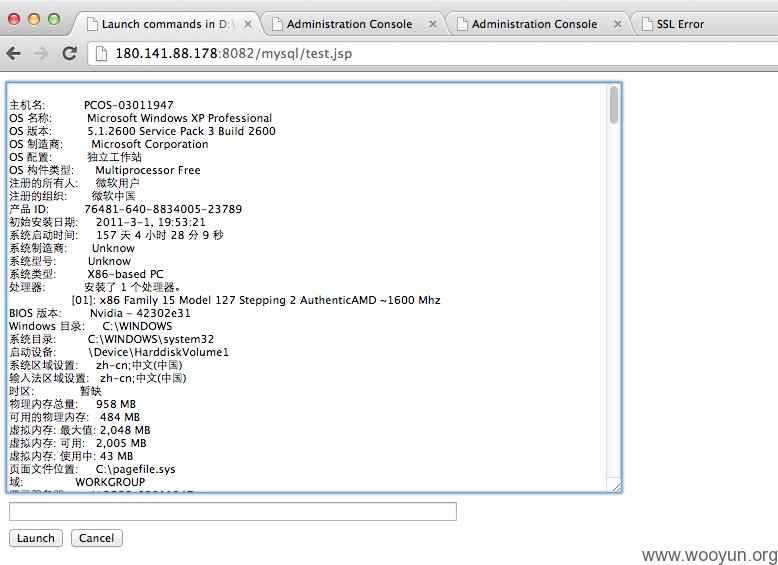 Launch commands in D:\
Administration Console
Administration Console
SSL Error
180.141.88.178:8082/mysql/test.jsp
主机名: PCOS-03011947
OS 名称: Microsoft Windows XP Professional
OS 版本: 5.1.2600 Service Pack 3 Build 2600
OS 制造商: Microsoft Corporation
OS 配置: 独立工作站
OS 构件类型: Multiprocessor Free
注册的所有人: 微软用户
注册的组织: 微软中国
产品 ID: 76481-640-8834005-23789
初始安装日期: 2011-3-1, 19:53:21
系统启动时间: 157 天 4 小时 28 分 9 秒
系统制造商: Unknow
系统型号: Unknow
系统类型: X86-based PC
处理器: 安装了 1 个处理器。
[01]: x86 Family 15 Model 127 Stepping 2 AuthenticAMD ~1600 Mhz
BIOS 版本: Nvidia - 42302e31
Windows 目录: C:\WINDOWS
系统目录: C:\WINDOWS\system32
启动设备: \Device\HarddiskVolume1
系统区域设置: zh-cn;中文(中国)
输入法区域设置: zh-cn;中文(中国)
时区: 暂缺
物理内存总量: 958 MB
可用的物理内存: 484 MB
虚拟内存: 最大值: 2,048 MB
虚拟内存: 可用: 2,005 MB
虚拟内存: 使用中: 43 MB
页面文件位置: C:\pagefile.sys
域: WORKGROUP
Launch
Cancel
www.wooyun.org